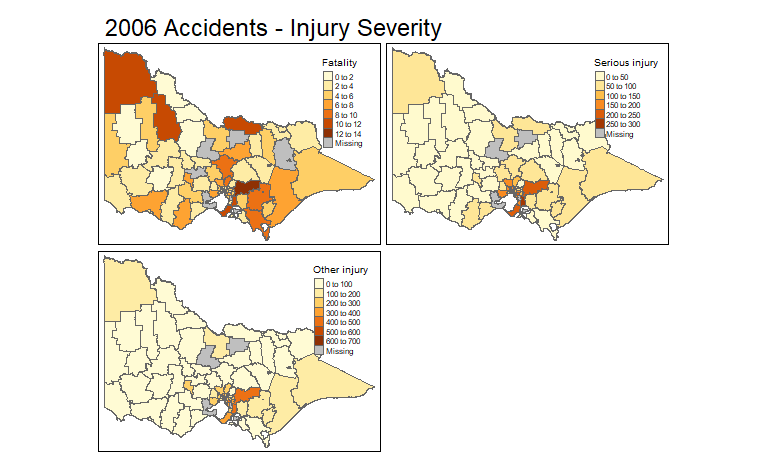 2006 Accidents - Injury Severity
Fatality
0 to 2
2 to 4
4 to 6
6 to 8
8 to 10
10 to 12
12 to 14
Missing
Serious injury
0 to 50
50 to 100
100 to 150
150 to 200
200 to 250
250 to 300
Missing
Other injury
0 to 100
100 to 200
200 to 300
300 to 400
400 to 500
500 to 600
600 to 700
Missing